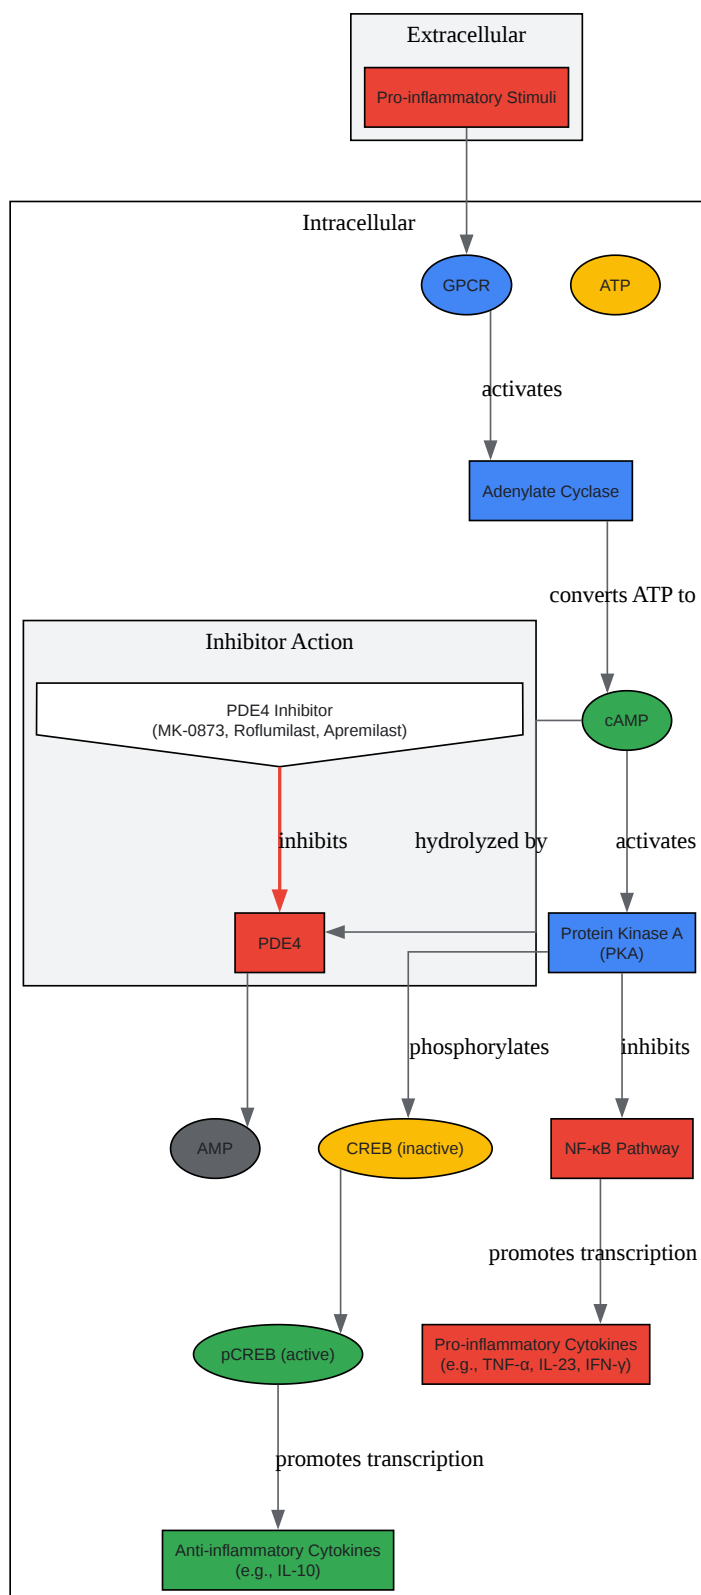 Extracellular
Pro-inflammatory Stimuli
Intracellular
GPCR
ATP
activates
Adenylate Cyclase
converts ATP to
Inhibitor Action
PDE4 Inhibitor
(MK-0873, Roflumilast, Apremilast)
cAMP
inhibits
hydrolyzed by
activates
PDE4
Protein Kinase A
(PKA)
phosphorylates
inhibits
AMP
CREB (inactive)
NF-κB Pathway
promotes transcription
pCREB (active)
Pro-inflammatory Cytokines
(e.g., TNF-α, IL-23, IFN-γ)
promotes transcription
Anti-inflammatory Cytokines
(e.g., IL-10)